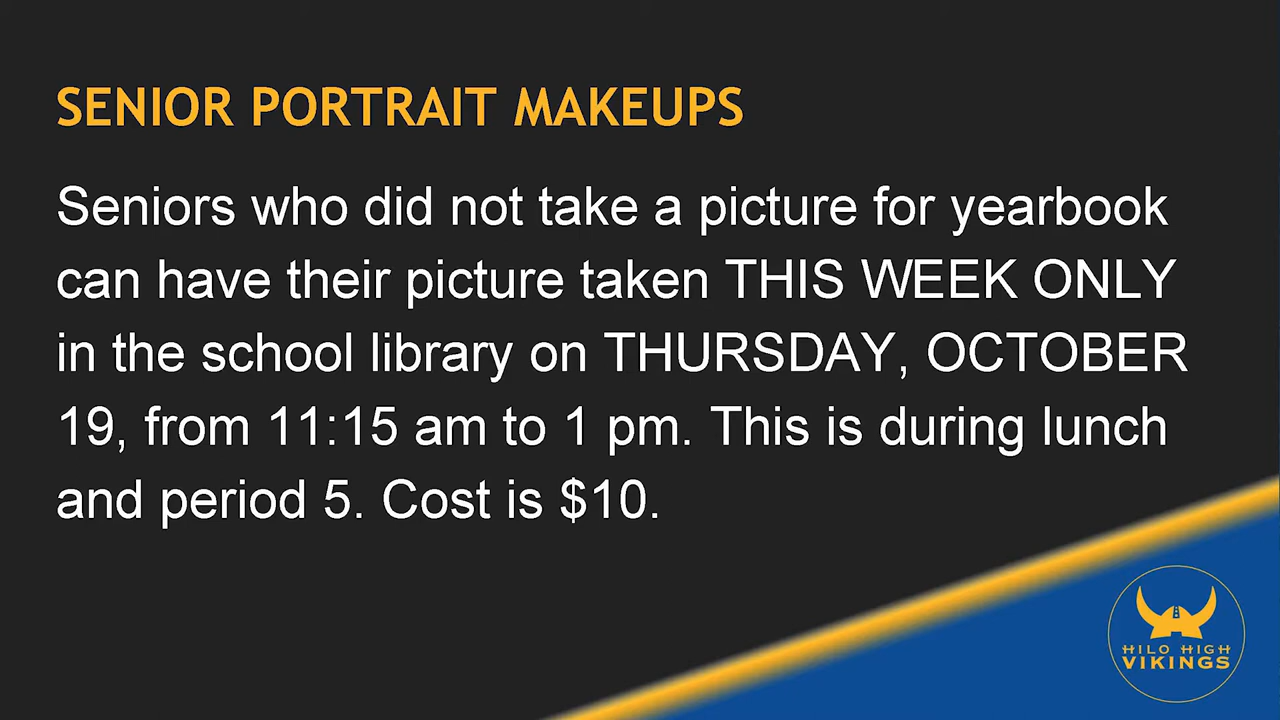 SENIOR PORTRAIT MAKEUPS
Seniors who did not take a picture for yearbook
can have their picture taken THIS WEEK ONLY
in the school library on THURSDAY, OCTOBER
19, from 11:15 am to 1 pm. This is during lunch
and period 5. Cost is $10.
HILO HIGH
VIKINGS